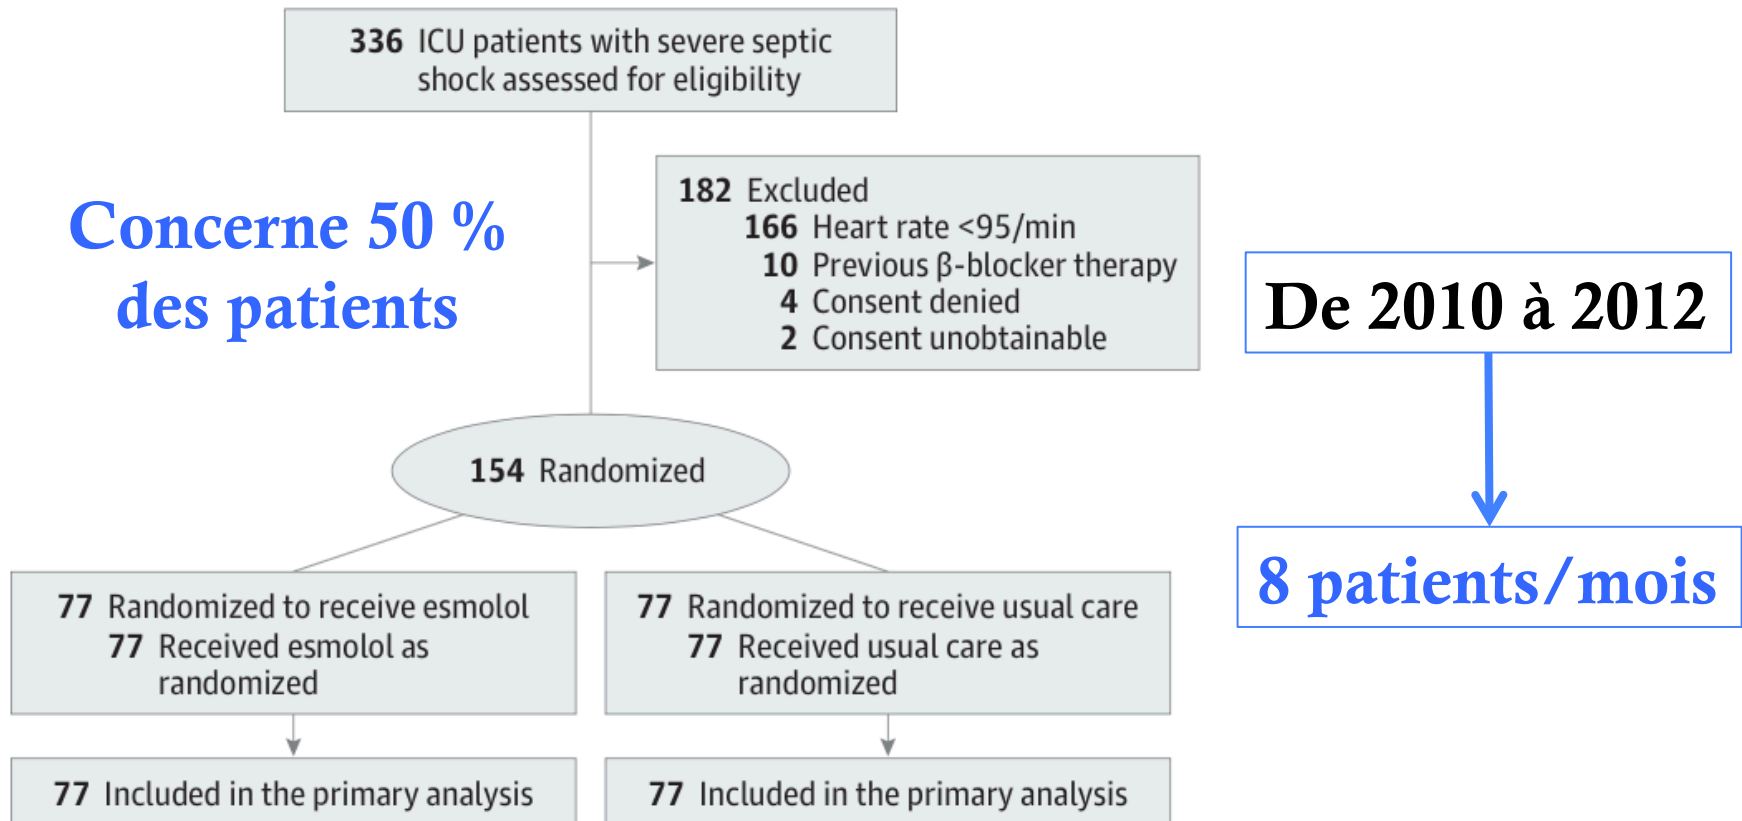 336 ICU patients with severe septic
shock assessed for eligibility
Concerne 50 %
des patients
182 Excluded
166 Heart rate <95/min
10 Previous β-blocker therapy
4 Consent denied
2 Consent unobtainable
De 2010 à 2012
8 patients/mois
154 Randomized
77 Randomized to receive esmolol
77 Received esmolol as
randomized
77 Randomized to receive usual care
77 Received usual care as
randomized
77 Included in the primary analysis
77 Included in the primary analysis